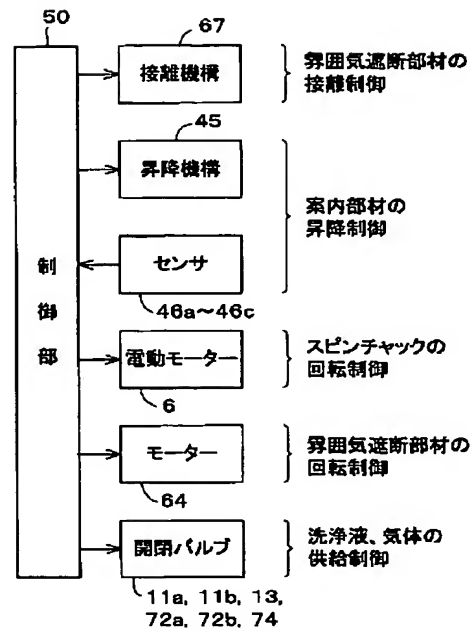 50
67
接離機構
雰囲気遮断部材の
接離制御
45
昇降機構
案内部材の
昇降制御
制御部
センサ
46a～46c
電動モーター
スピンチャックの
回転制御
6
モーター
雰囲気遮断部材の
回転制御
64
開閉バルブ
洗浄液、気体の
供給制御
11a, 11b, 13,
72a, 72b, 74